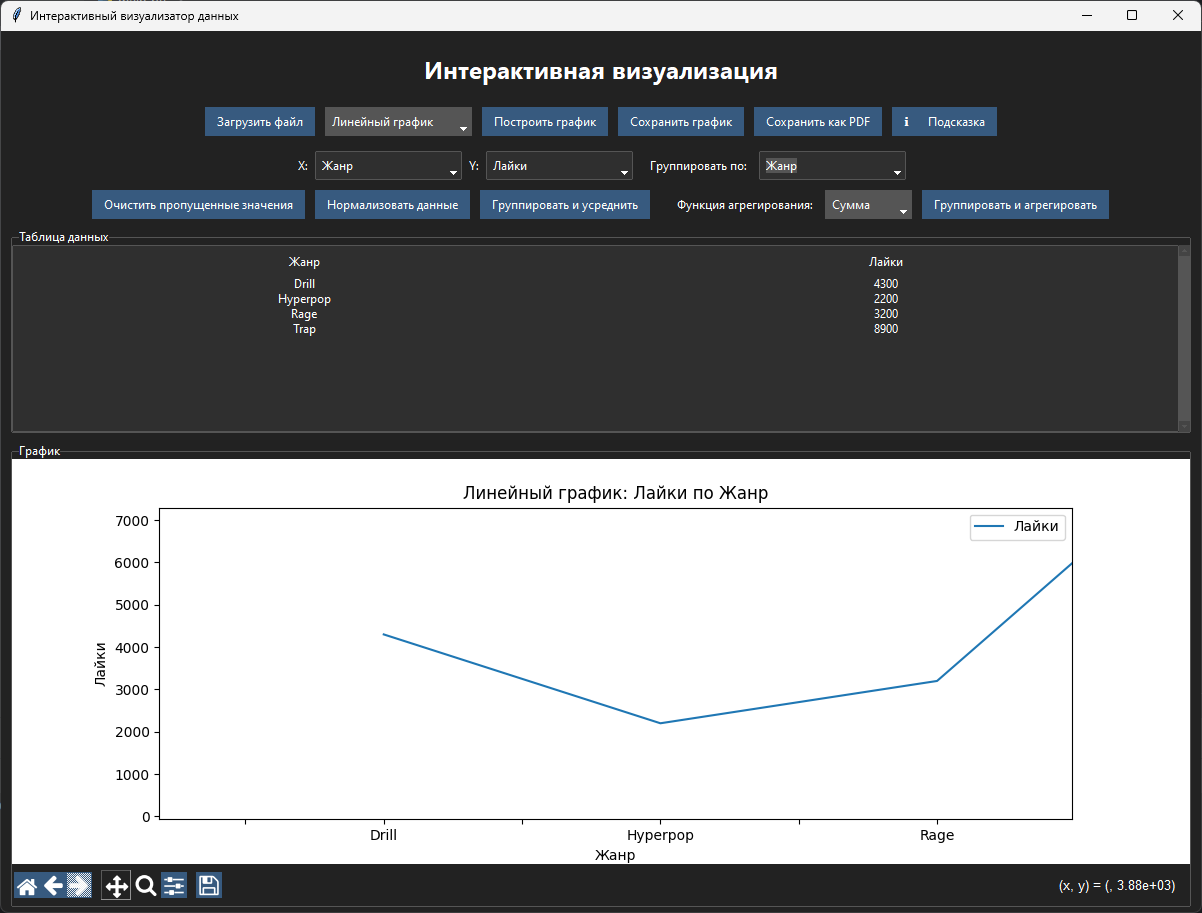 Интерактивный визуализатор данных
Интерактивная визуализация
Загрузить файл Линейный график Построить график Сохранить график Сохранить как PDF i Подсказка
X: Жанр Y: Лайки Группировать по: Жанр
Очистить пропущенные значения Нормализовать данные Группировать и усреднить Функция агрегирования: Сумма Группировать и агрегировать
Таблица данных
Жанр Лайки
Drill 4300
Hyperpop 2200
Rage 3200
Trap 8900
График
Линейный график: Лайки по Жанр
Лайки
7000
6000
5000
4000
3000
2000
1000
0
Лайки
Drill Hyperpop Rage
Жанр
(x, y) = (, 3.88e+03)